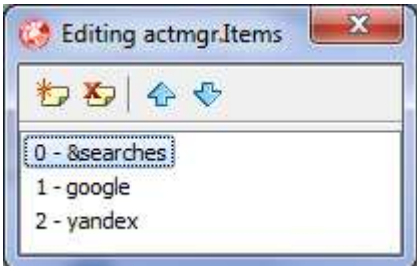 Editing actmgr.Items
0 - &searches
1 - google
2 - yandex